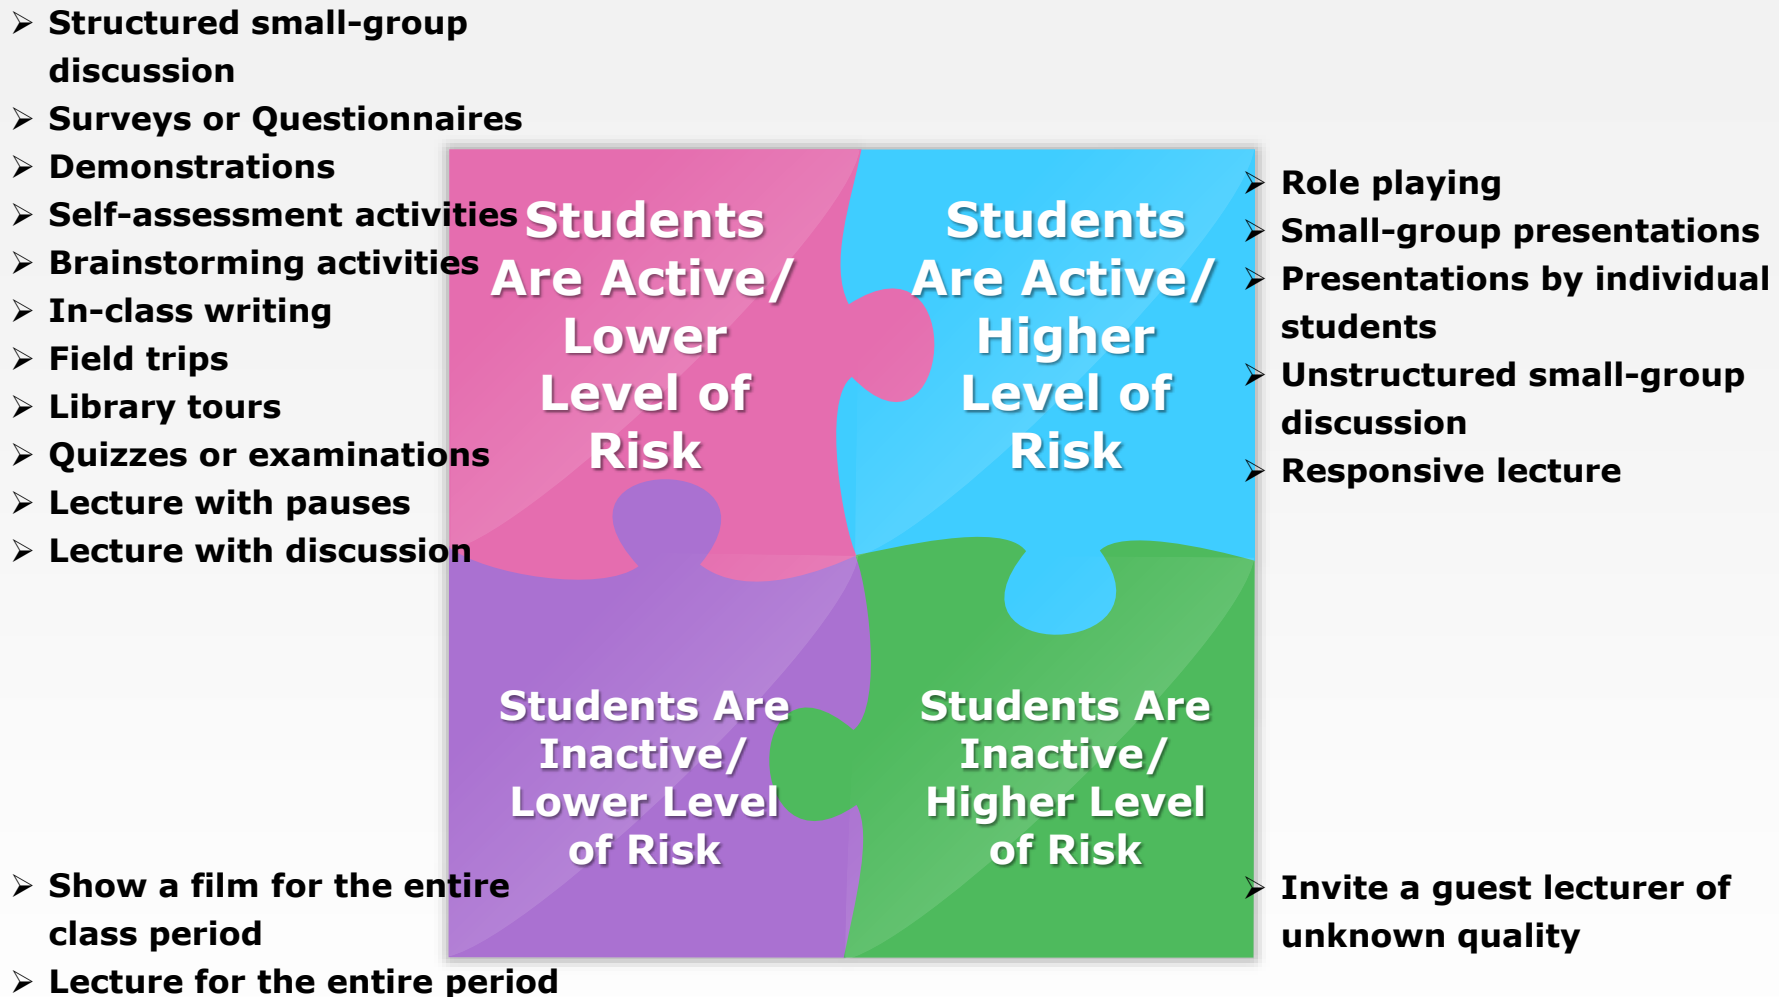 ➢ Structured small-group
discussion
➢ Surveys or Questionnaires
➢ Demonstrations
➢ Self-assessment activities
➢ Brainstorming activities
➢ In-class writing
➢ Field trips
➢ Library tours
➢ Quizzes or examinations
➢ Lecture with pauses
➢ Lecture with discussion
Students
Are Active/
Lower
Level of
Risk
Students
Are Active/
Higher
Level of
Risk
➢ Role playing
➢ Small-group presentations
➢ Presentations by individual
students
➢ Unstructured small-group
discussion
➢ Responsive lecture
Students Are
Inactive/
Lower Level
of Risk
Students Are
Inactive/
Higher Level
of Risk
➢ Show a film for the entire
class period
➢ Lecture for the entire period
➢ Invite a guest lecturer of
unknown quality